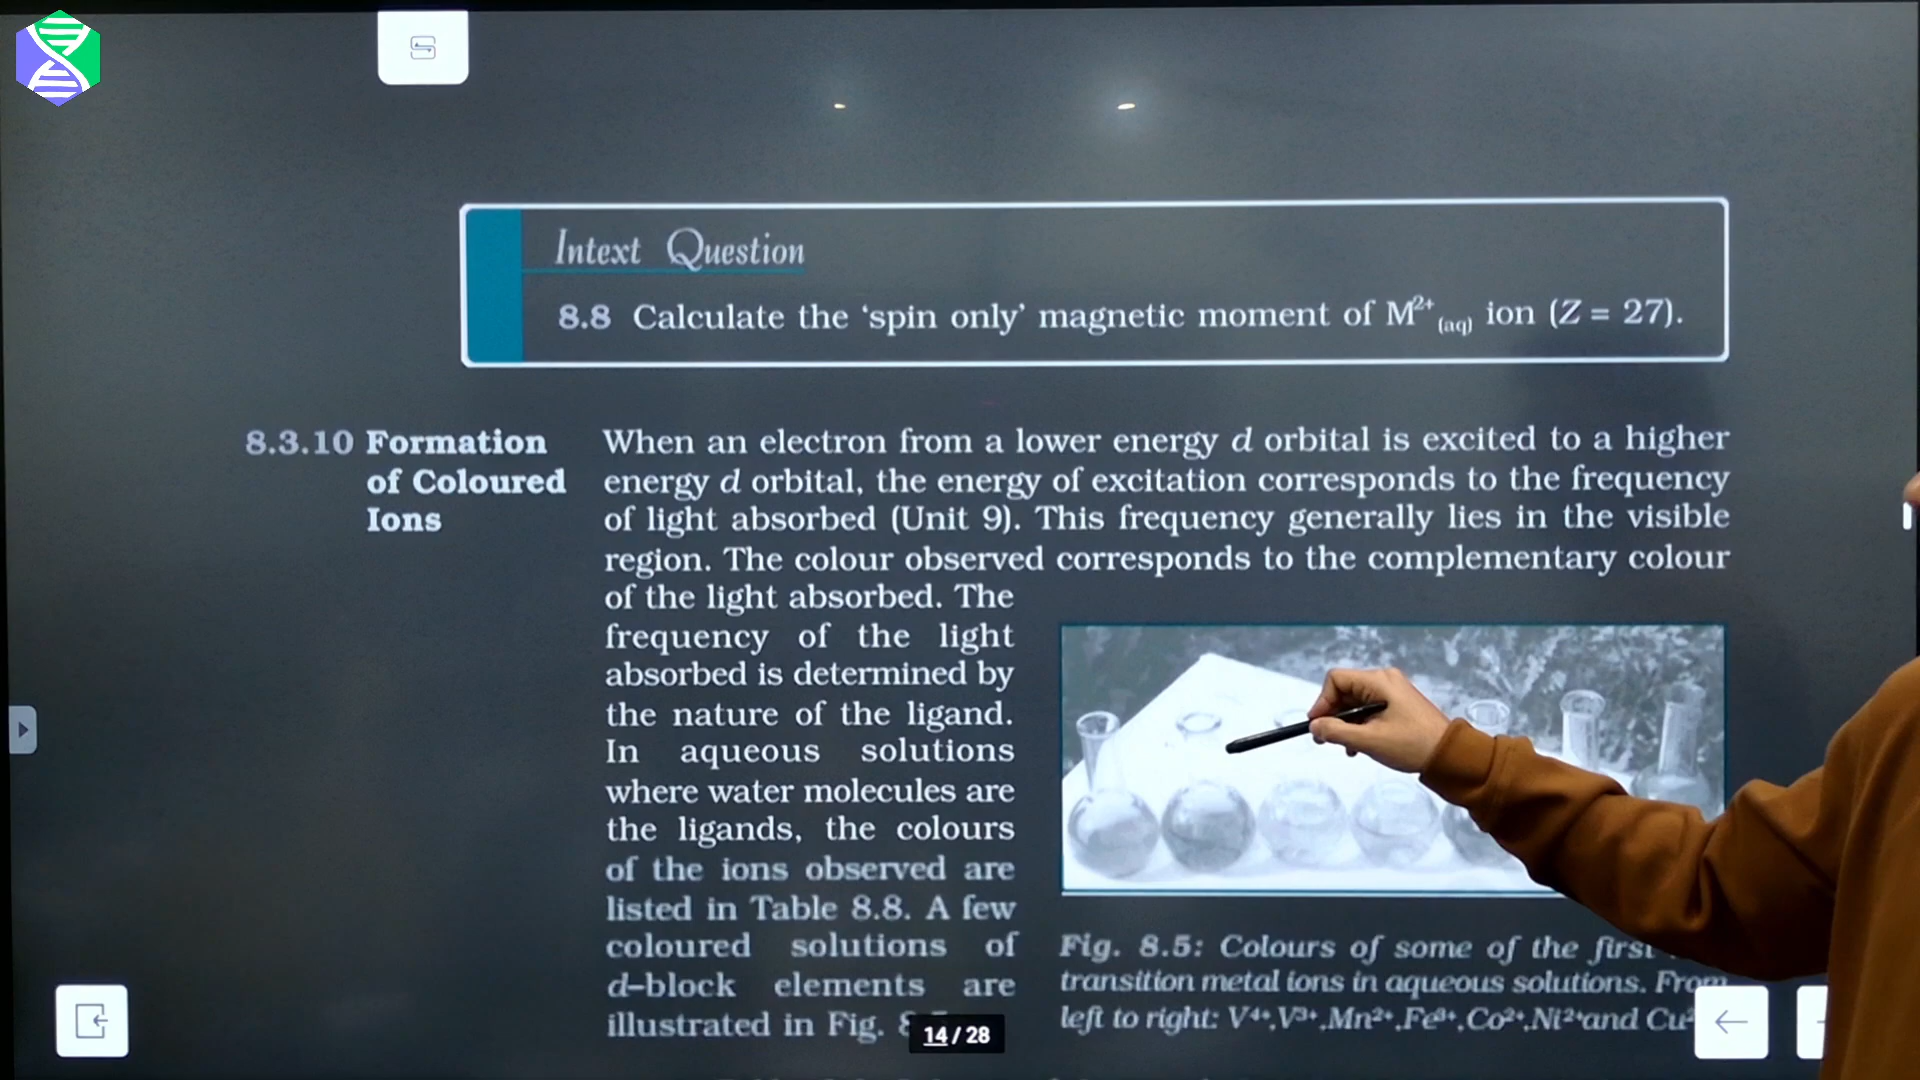 Intext Question
8.8 Calculate the ‘spin only’ magnetic moment of M²⁺(aq) ion (Z = 27).
8.3.10 Formation
of Coloured
Ions
When an electron from a lower energy d orbital is excited to a higher
energy d orbital, the energy of excitation corresponds to the frequency
of light absorbed (Unit 9). This frequency generally lies in the visible
region. The colour observed corresponds to the complementary colour
of the light absorbed. The
frequency of the light
absorbed is determined by
the nature of the ligand.
In aqueous solutions
where water molecules are
the ligands, the colours
of the ions observed are
listed in Table 8.8. A few
coloured solutions of
d–block elements are
illustrated in Fig.
Fig. 8.5: Colours of some of the first
transition metal ions in aqueous solutions. From
left to right: V⁴⁺,V³⁺,Mn²⁺,Fe³⁺,Co²⁺,Ni²⁺and Cu²
14 / 28